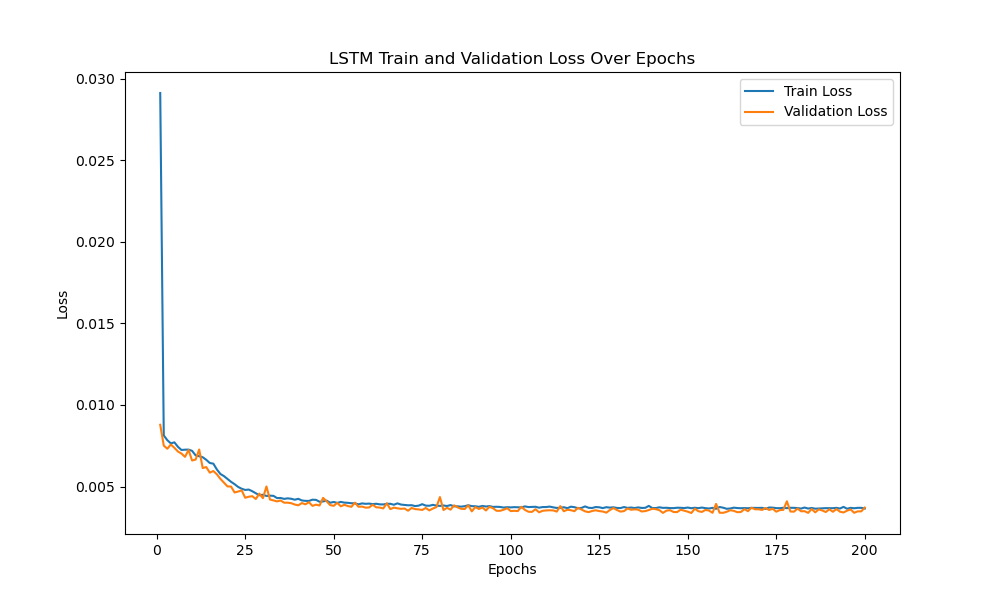 LSTM Train and Validation Loss Over Epochs
Train Loss
Validation Loss
0.030
0.025
0.020
0.015
0.010
0.005
Loss
0 25 50 75 100 125 150 175 200
Epochs